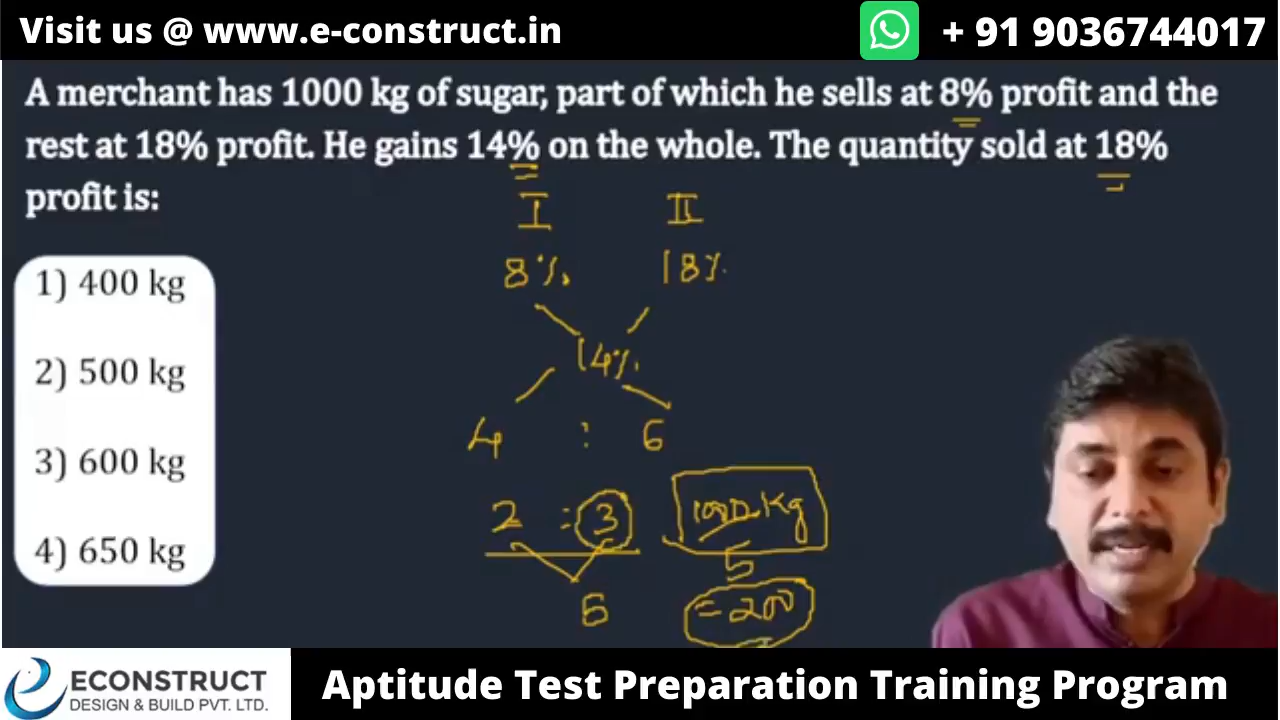 Visit us @ www.e-construct.in
+ 91 9036744017
A merchant has 1000 kg of sugar, part of which he sells at 8% profit and the
rest at 18% profit. He gains 14% on the whole. The quantity sold at 18%
profit is:
I II
8% 18%
1) 400 kg
14%
2) 500 kg
4 : 6
3) 600 kg
2 : 3 1000 kg
4) 650 kg
5
5 = 200
ECONSTRUCT
DESIGN & BUILD PVT. LTD.
Aptitude Test Preparation Training Program